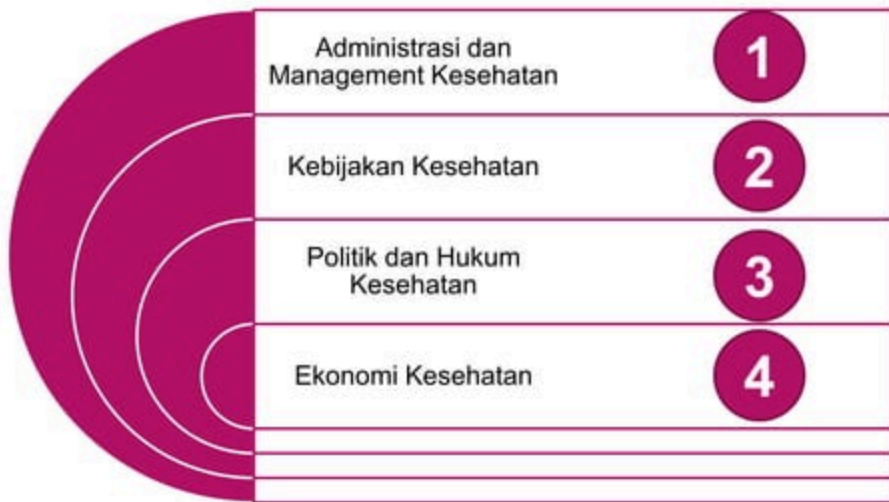 Administrasi dan
Management Kesehatan
1
Kebijakan Kesehatan
2
Politik dan Hukum
Kesehatan
3
Ekonomi Kesehatan
4